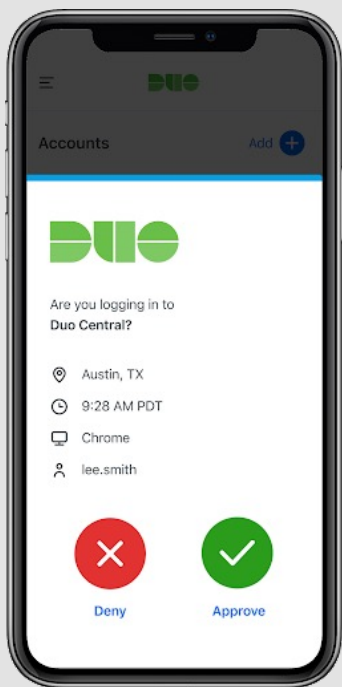 DUO
Accounts Add
DUO
Are you logging in to
Duo Central?
Austin, TX
9:28 AM PDT
Chrome
lee.smith
Deny Approve